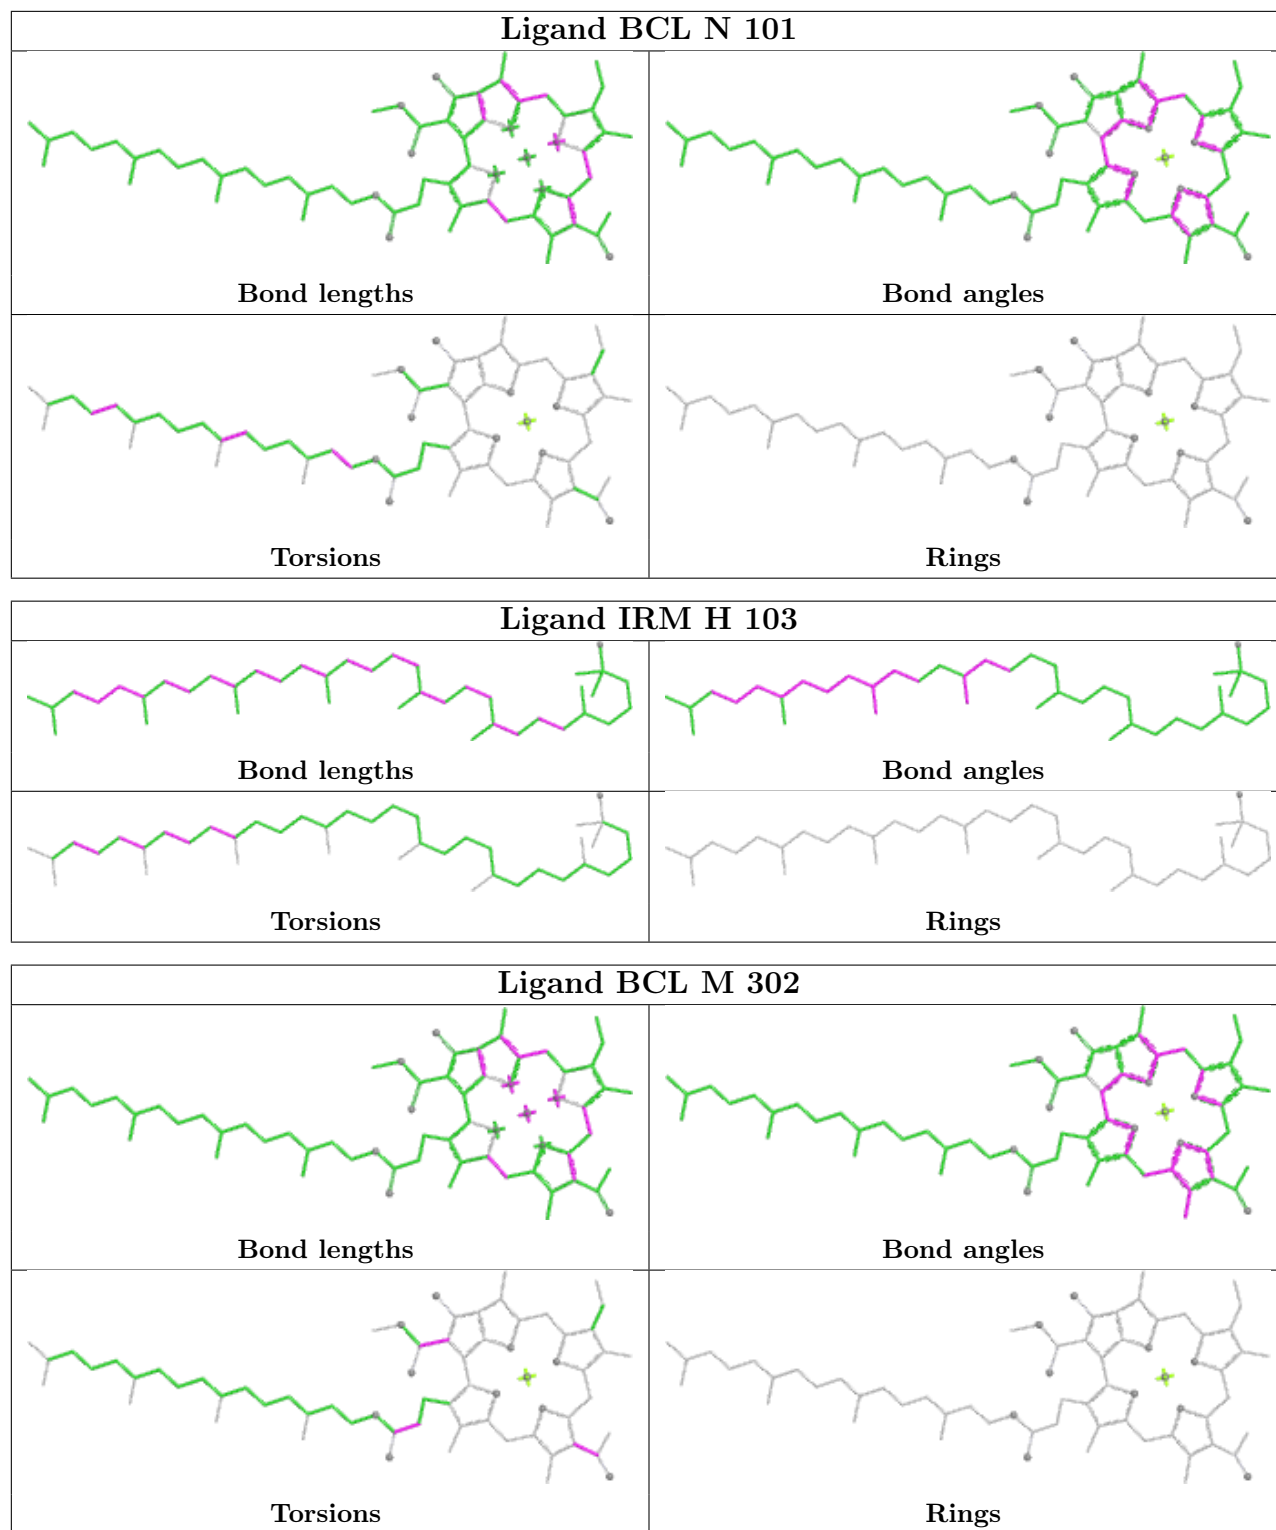 Ligand BCL N 101
Bond lengths
Bond angles
Torsions
Rings
Ligand IRM H 103
Bond lengths
Bond angles
Torsions
Rings
Ligand BCL M 302
Bond lengths
Bond angles
Torsions
Rings